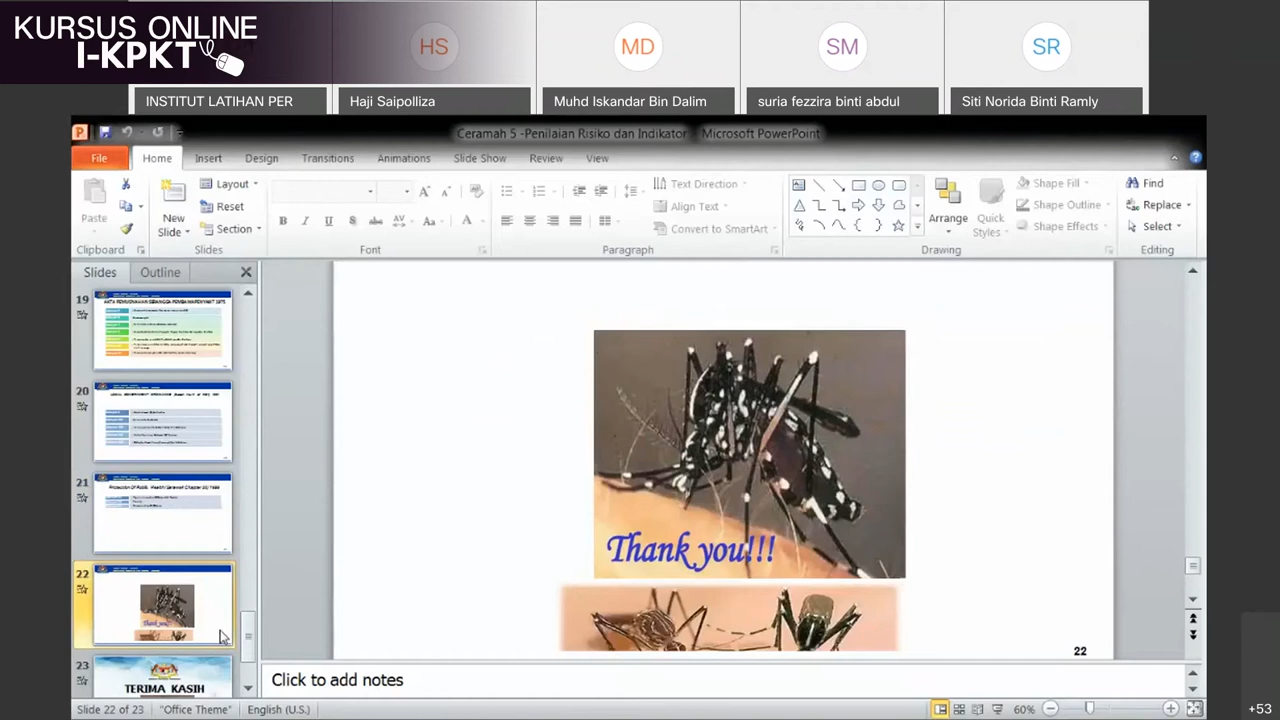 KURSUS ONLINE
I-KPKT
HS
MD
SM
SR
INSTITUT LATIHAN PER
Haji Saipolliza
Muhd Iskandar Bin Dalim
suria fezzira binti abdul
Siti Norida Binti Ramly
Ceramah 5 -Penilaian Risiko dan Indikator - Microsoft PowerPoint
File
Home
Insert
Design
Transitions
Animations
Slide Show
Review
View
Paste
New
Slide
Layout
Reset
Section
Text Direction
Align Text
Convert to SmartArt
Arrange
Quick
Styles
Shape Fill
Shape Outline
Shape Effects
Find
Replace
Select
Clipboard
Slides
Font
Paragraph
Drawing
Editing
Slides
Outline
19
20
21
22
23
TERIMA KASIH
Thank you!!!
22
Click to add notes
Slide 22 of 23
"Office Theme"
English (U.S.)
60%
+53